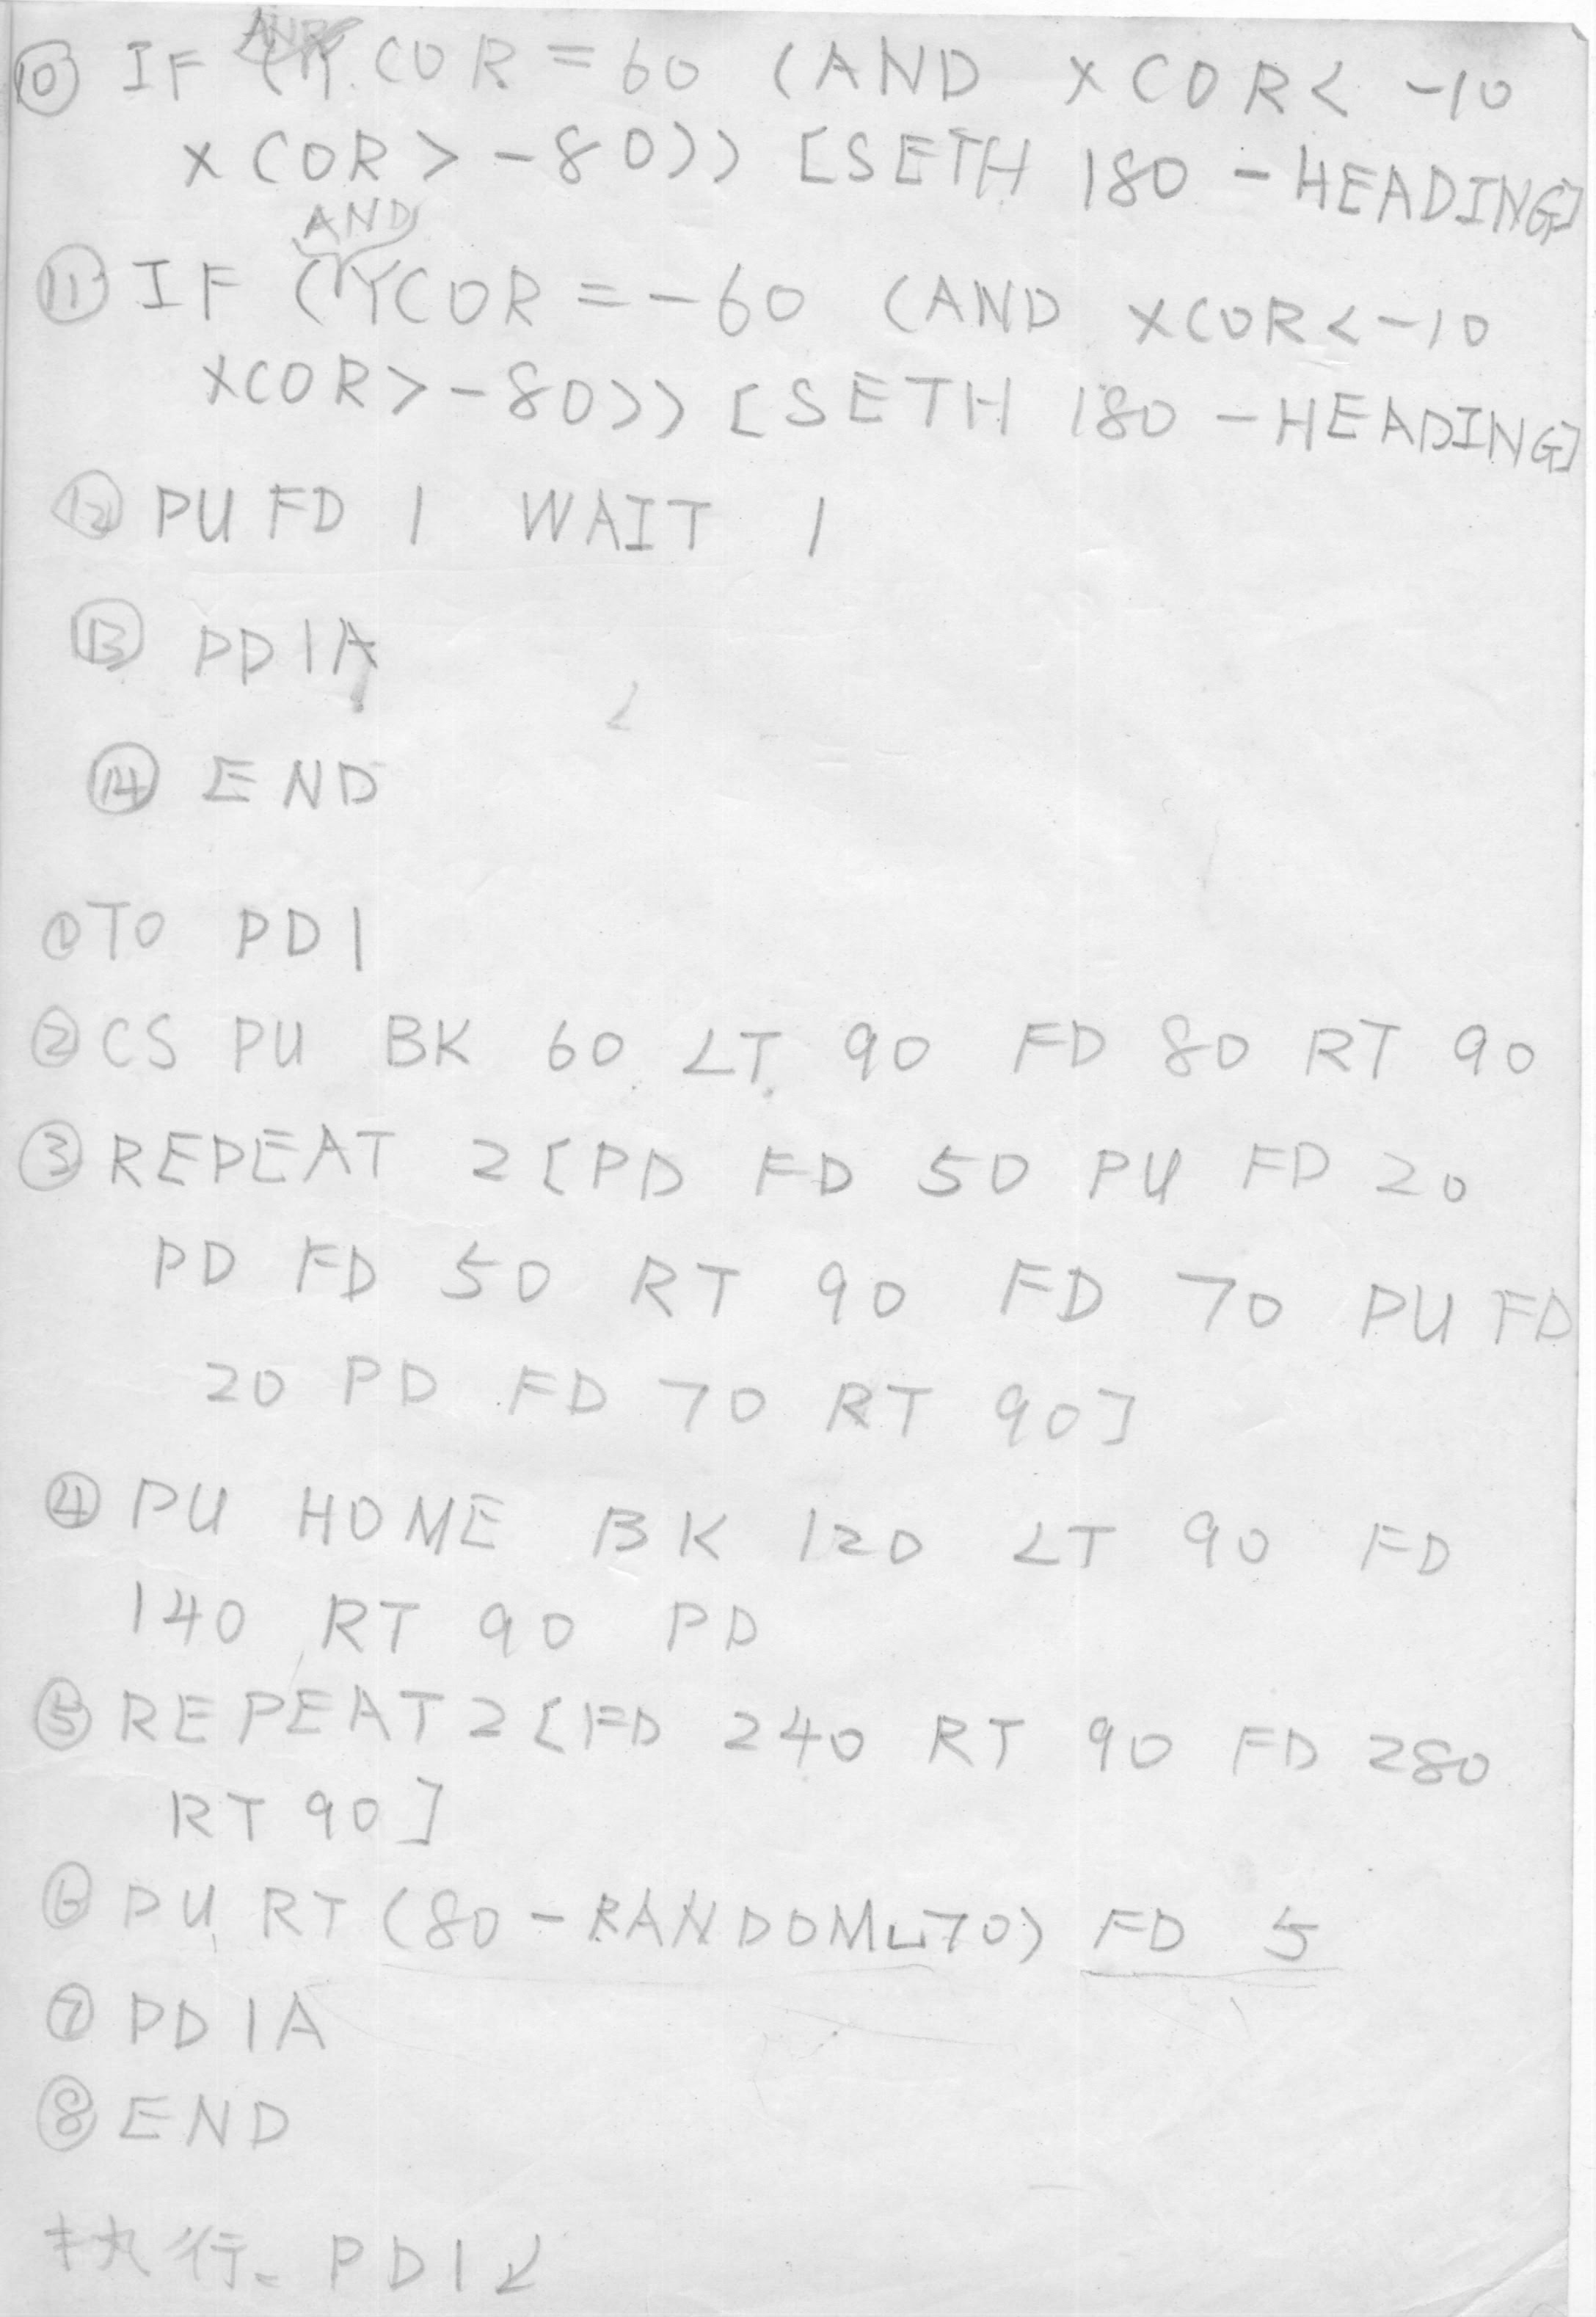 ⑩ IF (AND YCOR = 60 (AND XCOR < -10
XCOR > -80)) [SETH 180 - HEADING]
⑪ IF (AND YCOR = -60 (AND XCOR < -10
XCOR > -80)) [SETH 180 - HEADING]
⑫ PU FD 1 WAIT 1
⑬ PD1A
⑭ END
① TO PD1
② CS PU BK 60 LT 90 FD 80 RT 90
③ REPEAT 2 [PD FD 50 PU FD 20
PD FD 50 RT 90 FD 70 PU FD
20 PD FD 70 RT 90]
④ PU HOME BK 120 LT 90 FD
140 RT 90 PD
⑤ REPEAT 2 [FD 240 RT 90 FD 280
RT 90]
⑥ PU RT (80 - RANDOM␣70) FD 5
⑦ PD1A
⑧ END
执行. PD1↙